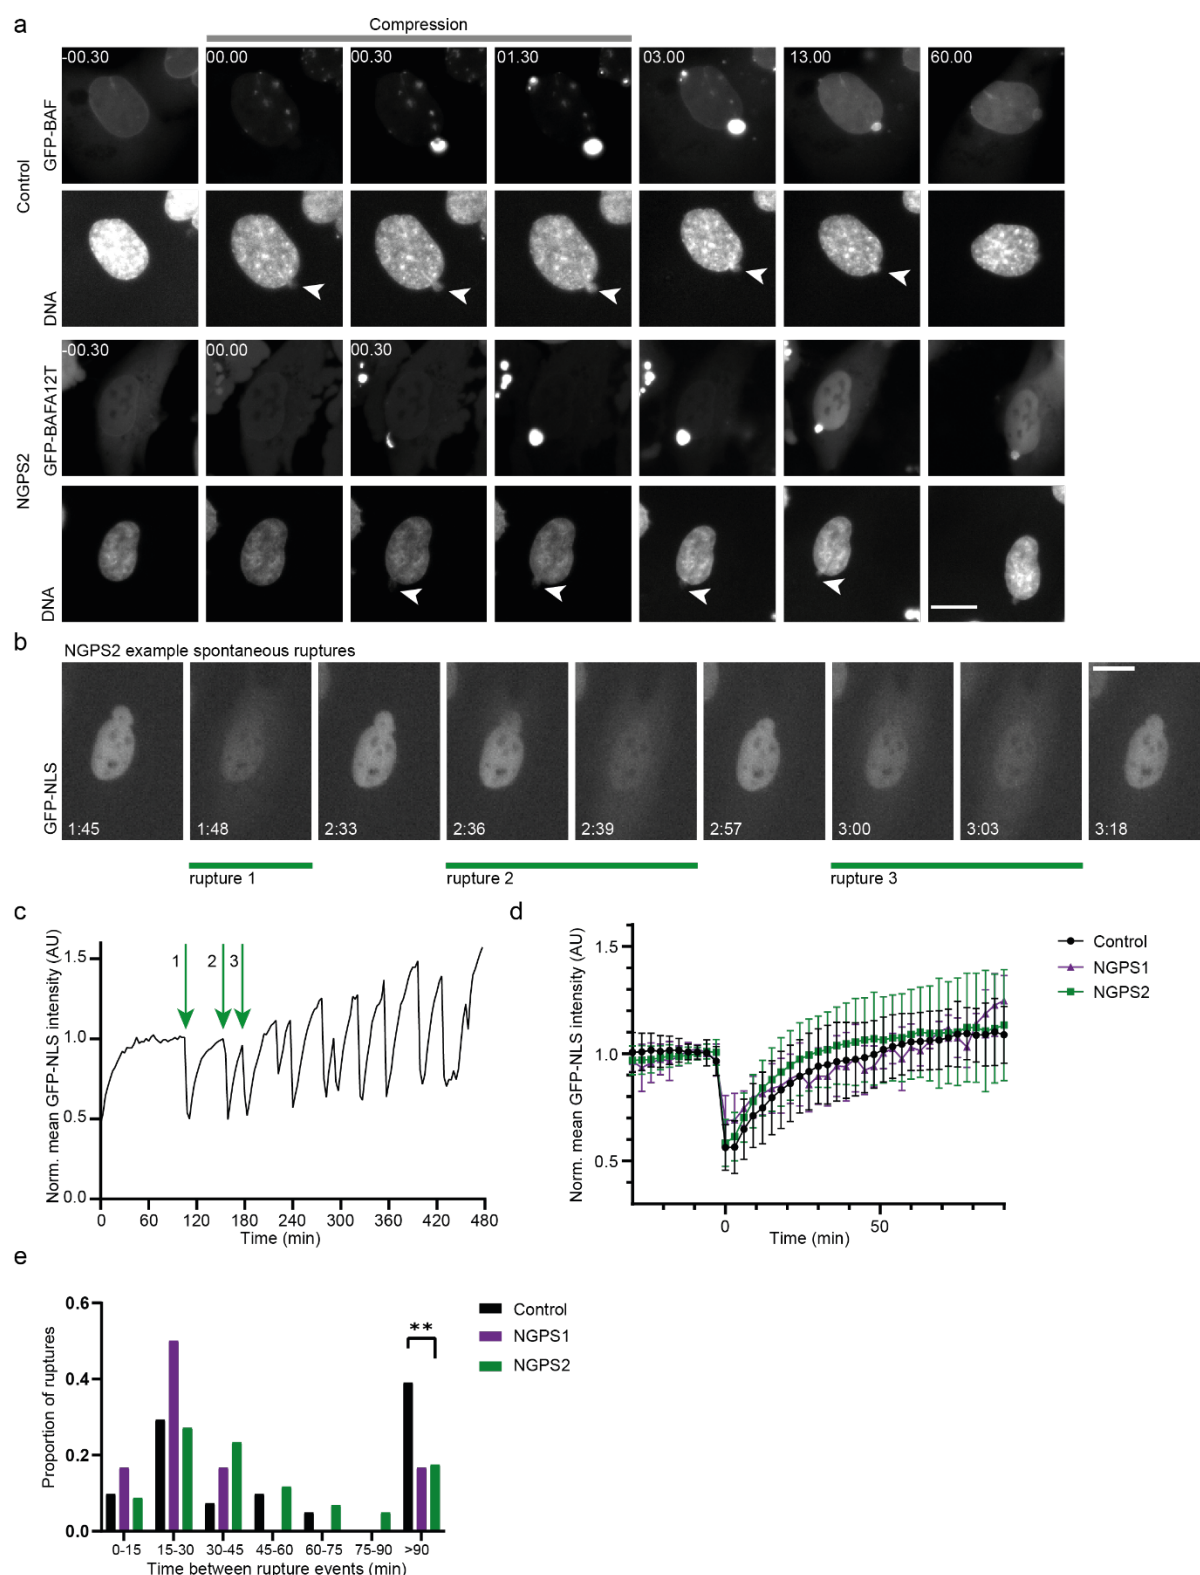 a
Compression
Control
GFP-BAF
-00.30
00.00
00.30
01.30
03.00
13.00
60.00
DNA
NGPS2
GFP-BAFA12T
-00.30
00.00
00.30
DNA
b
NGPS2 example spontaneous ruptures
GFP-NLS
1:45
1:48
2:33
2:36
2:39
2:57
3:00
3:03
3:18
rupture 1
rupture 2
rupture 3
c
Norm. mean GFP-NLS intensity (AU)
1.5
1.0
0.5
0.0
1
2
3
0 60 120 180 240 300 360 420 480
Time (min)
d
Norm. mean GFP-NLS intensity (AU)
1.5
1.0
0.5
0 50
Time (min)
Control
NGPS1
NGPS2
e
Proportion of ruptures
0.6
0.4
0.2
0.0
**
0-15 15-30 30-45 45-60 60-75 75-90 >90
Time between rupture events (min)
Control
NGPS1
NGPS2